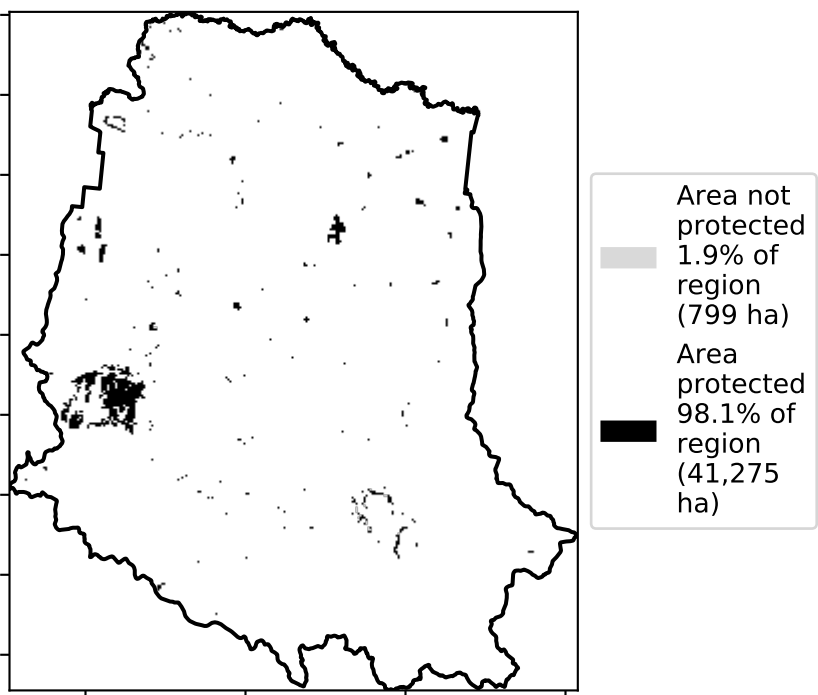 Area not
protected
1.9% of
region
(799 ha)
Area
protected
98.1% of
region
(41,275
ha)